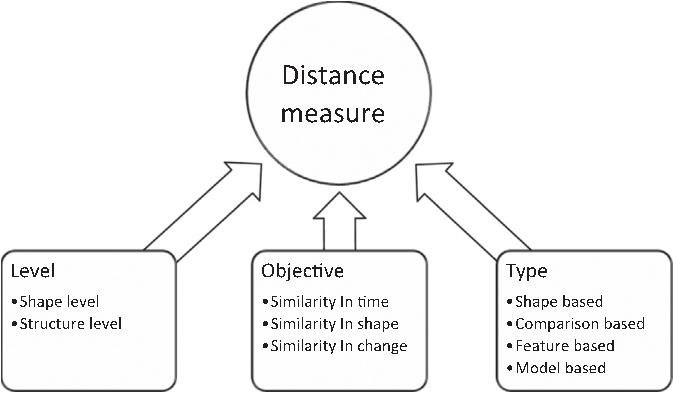 Distance
measure
Level
•Shape level
•Structure level
Objective
•Similarity In time
•Similarity In shape
•Similarity In change
Type
•Shape based
•Comparison based
•Feature based
•Model based